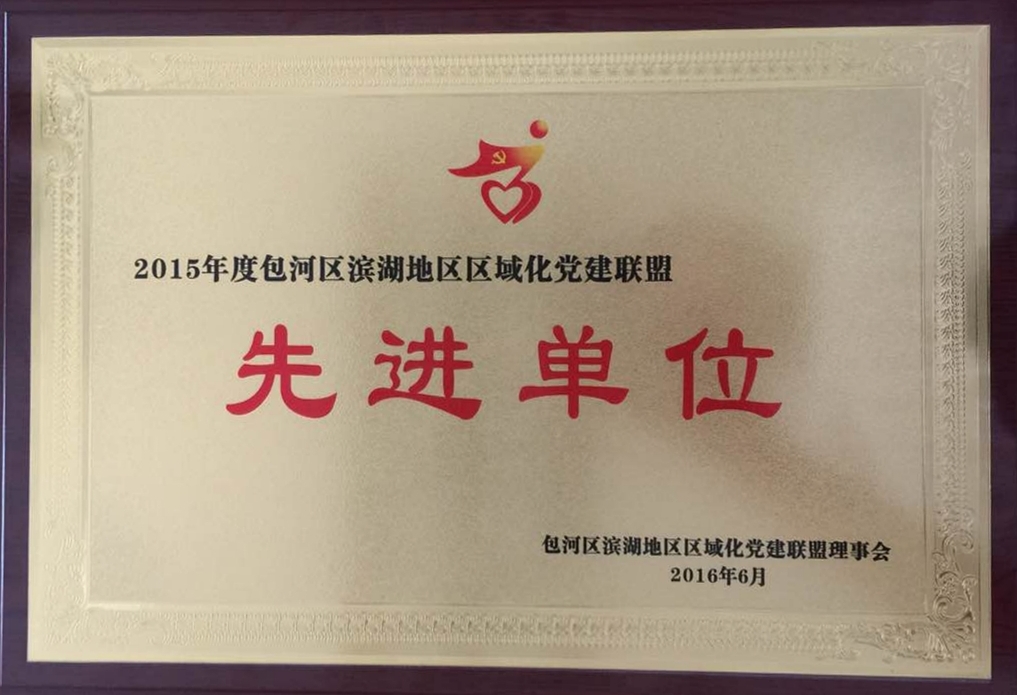 2015年度包河区滨湖地区区域化党建联盟
先进单位
包河区滨湖地区区域化党建联盟理事会
2016年6月